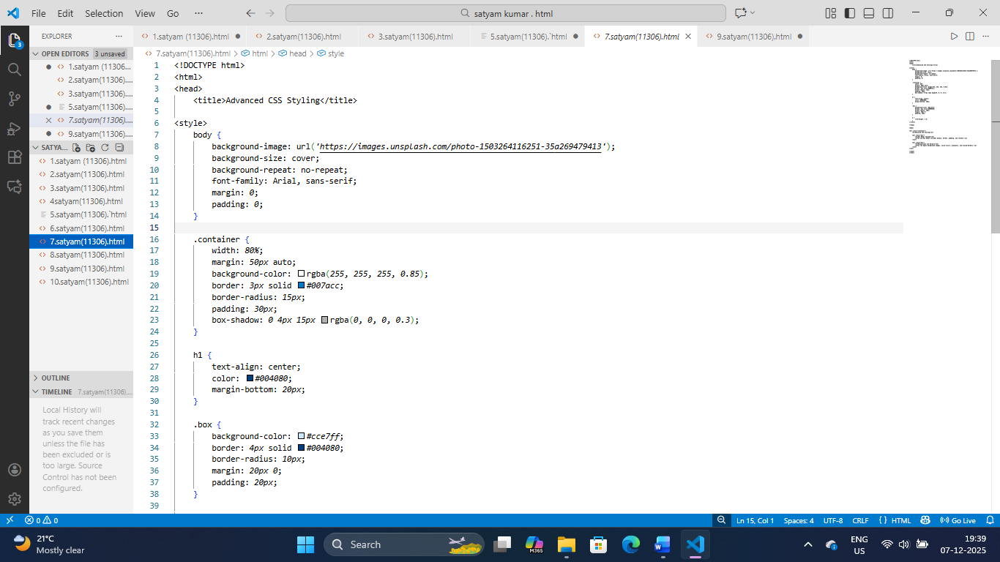 File Edit Selection View Go ···
satyam kumar . html
EXPLORER ···
OPEN EDITORS 3 unsaved
1.satyam (11306...
2.satyam(11306)....
3.satyam(11306)....
5.satyam(11306)....
7.satyam(11306)....
9.satyam(11306)....
SATYA...
1.satyam (11306).html
2.satyam(11306).html
3.satyam(11306).html
4satyam(11306).html
5.satyam(11306).`html
6.satyam(11306).html
7.satyam(11306).html
8.satyam(11306).html
9.satyam(11306).html
10.satyam(11306).html
OUTLINE
TIMELINE 7.satyam(11306)....
Local History will
track recent changes
as you save them
unless the file has
been excluded or is
too large. Source
Control has not been
configured.
3
1.satyam (11306).html 2.satyam(11306).html 3.satyam(11306).html 5.satyam(11306).`html 7.satyam(11306).html 9.satyam(11306).html ···
7.satyam(11306).html > html > head > style
1 <!DOCTYPE html>
2 <html>
3 <head>
4 <title>Advanced CSS Styling</title>
5
6 <style>
7 body {
8 background-image: url('https://images.unsplash.com/photo-1503264116251-35a269479413');
9 background-size: cover;
10 background-repeat: no-repeat;
11 font-family: Arial, sans-serif;
12 margin: 0;
13 padding: 0;
14 }
15
16 .container {
17 width: 80%;
18 margin: 50px auto;
19 background-color: rgba(255, 255, 255, 0.85);
20 border: 3px solid #007acc;
21 border-radius: 15px;
22 padding: 30px;
23 box-shadow: 0 4px 15px rgba(0, 0, 0, 0.3);
24 }
25
26 h1 {
27 text-align: center;
28 color: #004080;
29 margin-bottom: 20px;
30 }
31
32 .box {
33 background-color: #cce7ff;
34 border: 4px solid #004080;
35 border-radius: 10px;
36 margin: 20px 0;
37 padding: 20px;
38 }
39
0 0 Ln 15, Col 1 Spaces: 4 UTF-8 CRLF { } HTML Go Live
21°C
Mostly clear
Search
M365
ENG
US
19:39
07-12-2025